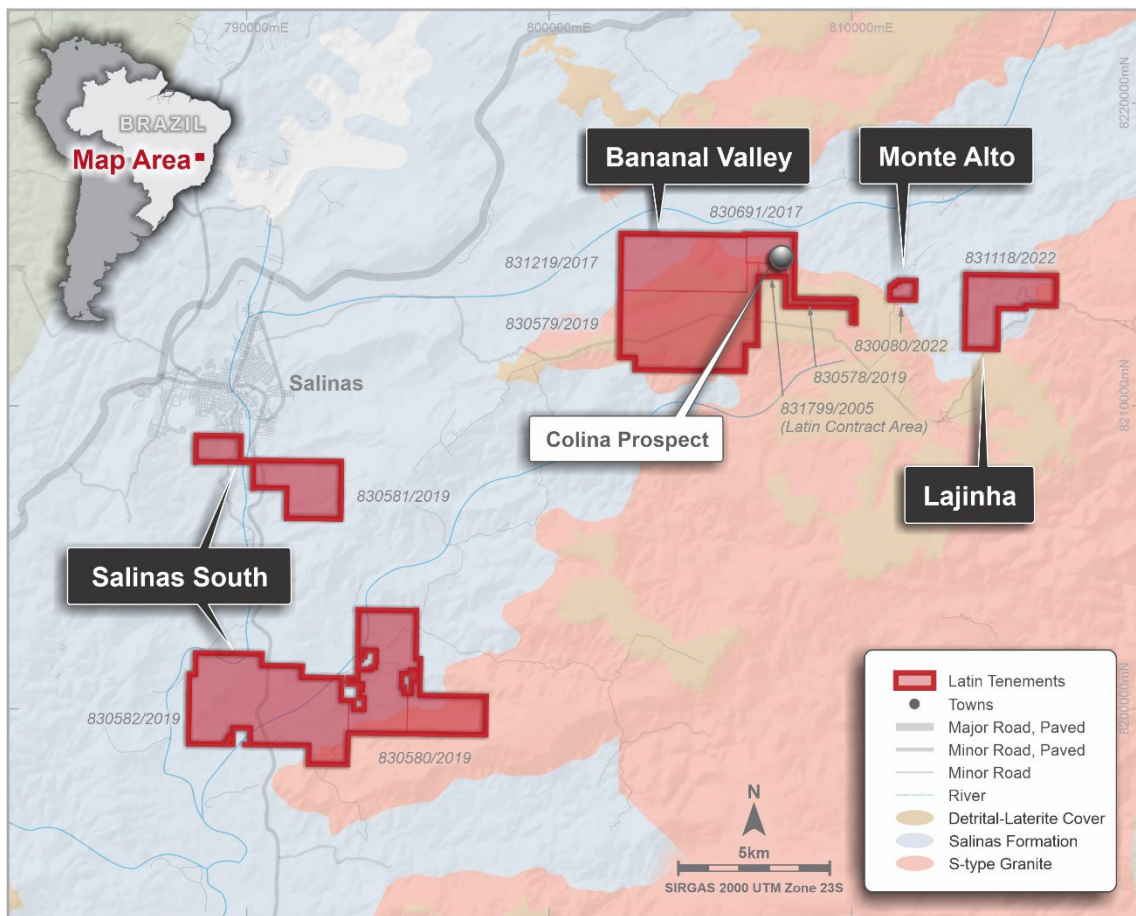 790000mE
800000mE
810000mE
8220000mN
8210000mN
8200000mN
BRAZIL
Map Area
Bananal Valley
Monte Alto
830691/2017
831219/2017
831118/2022
830579/2019
830080/2022
830578/2019
831799/2005
(Latin Contract Area)
Salinas
Colina Prospect
Lajinha
830581/2019
Salinas South
830582/2019
830580/2019
Latin Tenements
Towns
Major Road, Paved
Minor Road, Paved
Minor Road
River
Detrital-Laterite Cover
Salinas Formation
S-type Granite
N
5km
SIRGAS 2000 UTM Zone 23S